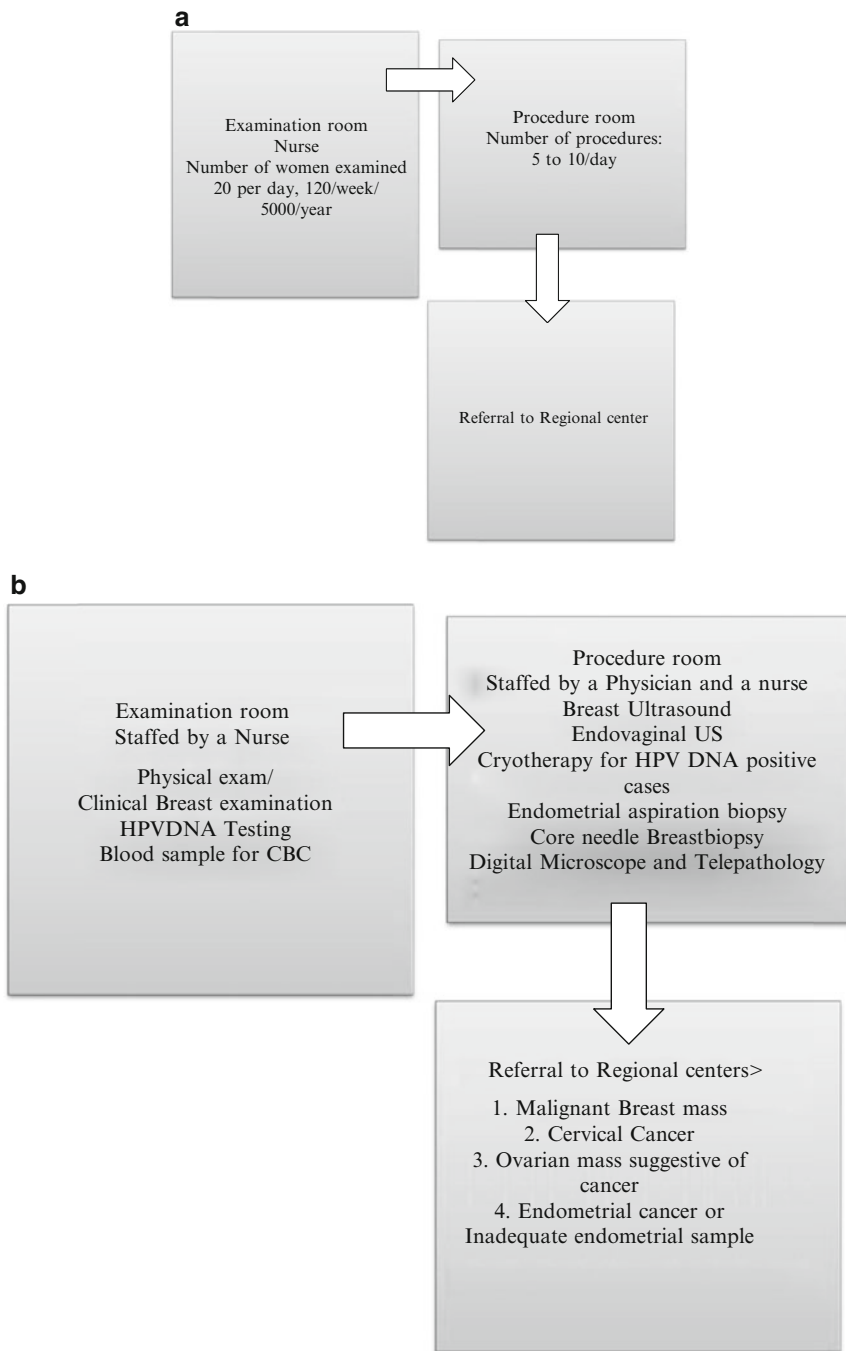 a
Examination room
Nurse
Number of women examined
20 per day, 120/week/
5000/year
Procedure room
Number of procedures:
5 to 10/day
Referral to Regional center
b
Examination room
Staffed by a Nurse
Physical exam/
Clinical Breast examination
HPVDNA Testing
Blood sample for CBC
Procedure room
Staffed by a Physician and a nurse
Breast Ultrasound
Endovaginal US
Cryotherapy for HPV DNA positive
cases
Endometrial aspiration biopsy
Core needle Breastbiopsy
Digital Microscope and Telepathology
Referral to Regional centers>
1. Malignant Breast mass
2. Cervical Cancer
3. Ovarian mass suggestive of
cancer
4. Endometrial cancer or
Inadequate endometrial sample